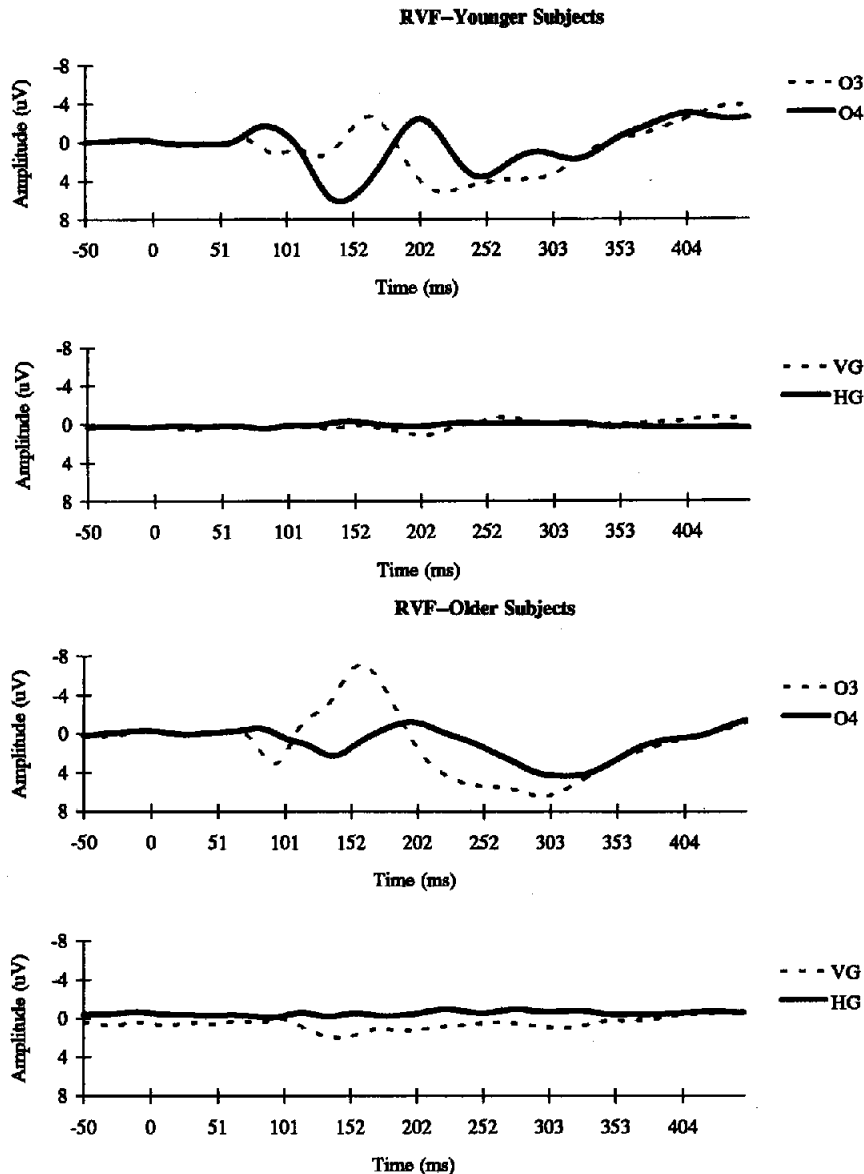 RVF–Younger Subjects
-8
-4
0
4
8
Amplitude (uV)
-50 0 51 101 152 202 252 303 353 404
Time (ms)
O3
O4
-8
-4
0
4
8
Amplitude (uV)
-50 0 51 101 152 202 252 303 353 404
Time (ms)
VG
HG
RVF–Older Subjects
-8
-4
0
4
8
Amplitude (uV)
-50 0 51 101 152 202 252 303 353 404
Time (ms)
O3
O4
-8
-4
0
4
8
Amplitude (uV)
-50 0 51 101 152 202 252 303 353 404
Time (ms)
VG
HG